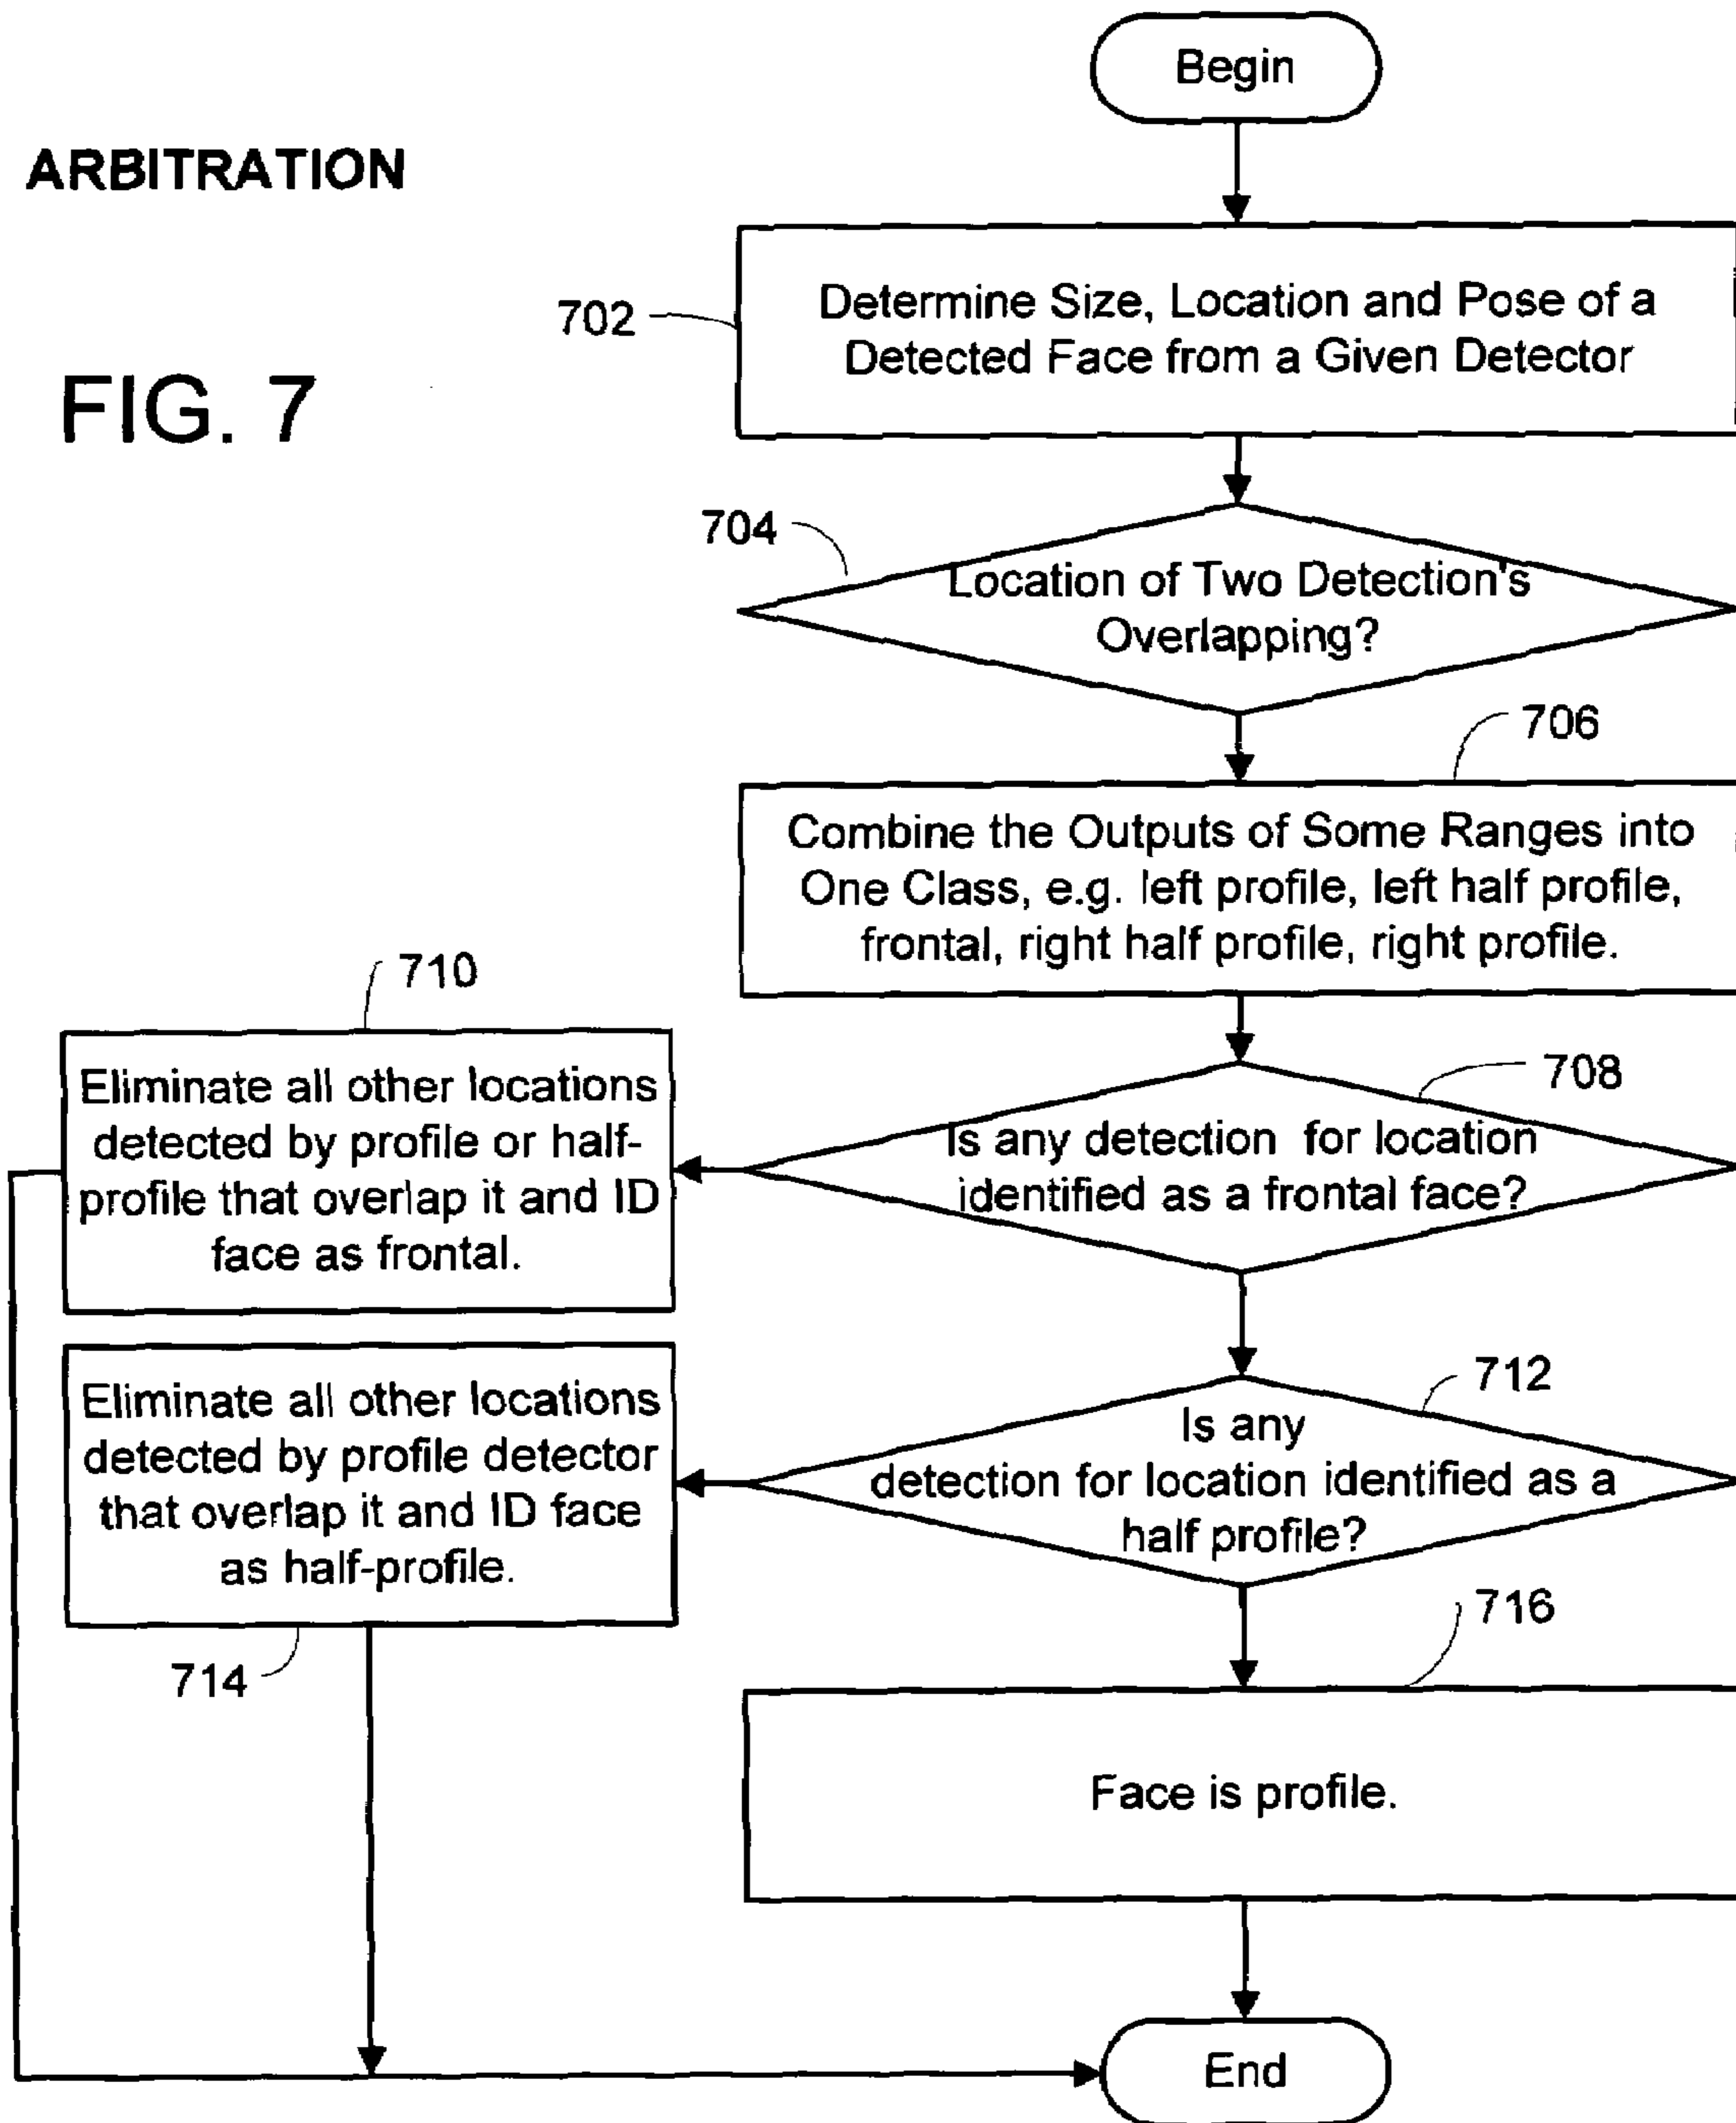 Begin
ARBITRATION
702
Determine Size, Location and Pose of a
Detected Face from a Given Detector
FIG. 7
704
Location of Two Detection's
Overlapping?
706
Combine the Outputs of Some Ranges into
One Class, e.g. left profile, left half profile,
frontal, right half profile, right profile.
708
Is any detection for location
identified as a frontal face?
710
Eliminate all other locations
detected by profile or half-
profile that overlap it and ID
face as frontal.
712
Is any
detection for location identified as a
half profile?
Eliminate all other locations
detected by profile detector
that overlap it and ID face
as half-profile.
714
716
Face is profile.
End